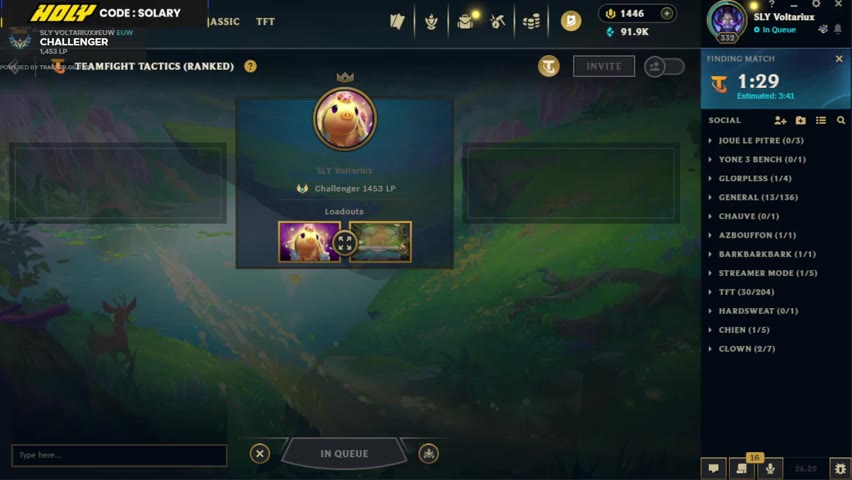 HOLY CODE : SOLARY
ASSIC TFT
1446
91.9K
SLY Voltariux
In Queue
332
SLY VOLTARIUX#EUW EUW
CHALLENGER
1,453 LP
TEAMFIGHT TACTICS (RANKED) ?
INVITE
FINDING MATCH
1:29
Estimated: 3:41
SOCIAL
JOUE LE PITRE (0/3)
YONE 3 BENCH (0/1)
GLORPLESS (1/4)
GENERAL (13/136)
CHAUVE (0/1)
AZBOUFFON (1/1)
BARKBARKBARK (1/1)
STREAMER MODE (1/5)
TFT (30/204)
HARDSWEAT (0/1)
CHIEN (1/5)
CLOWN (2/7)
SLY Voltariux
Challenger 1453 LP
Loadouts
Type here...
IN QUEUE
16
26.20